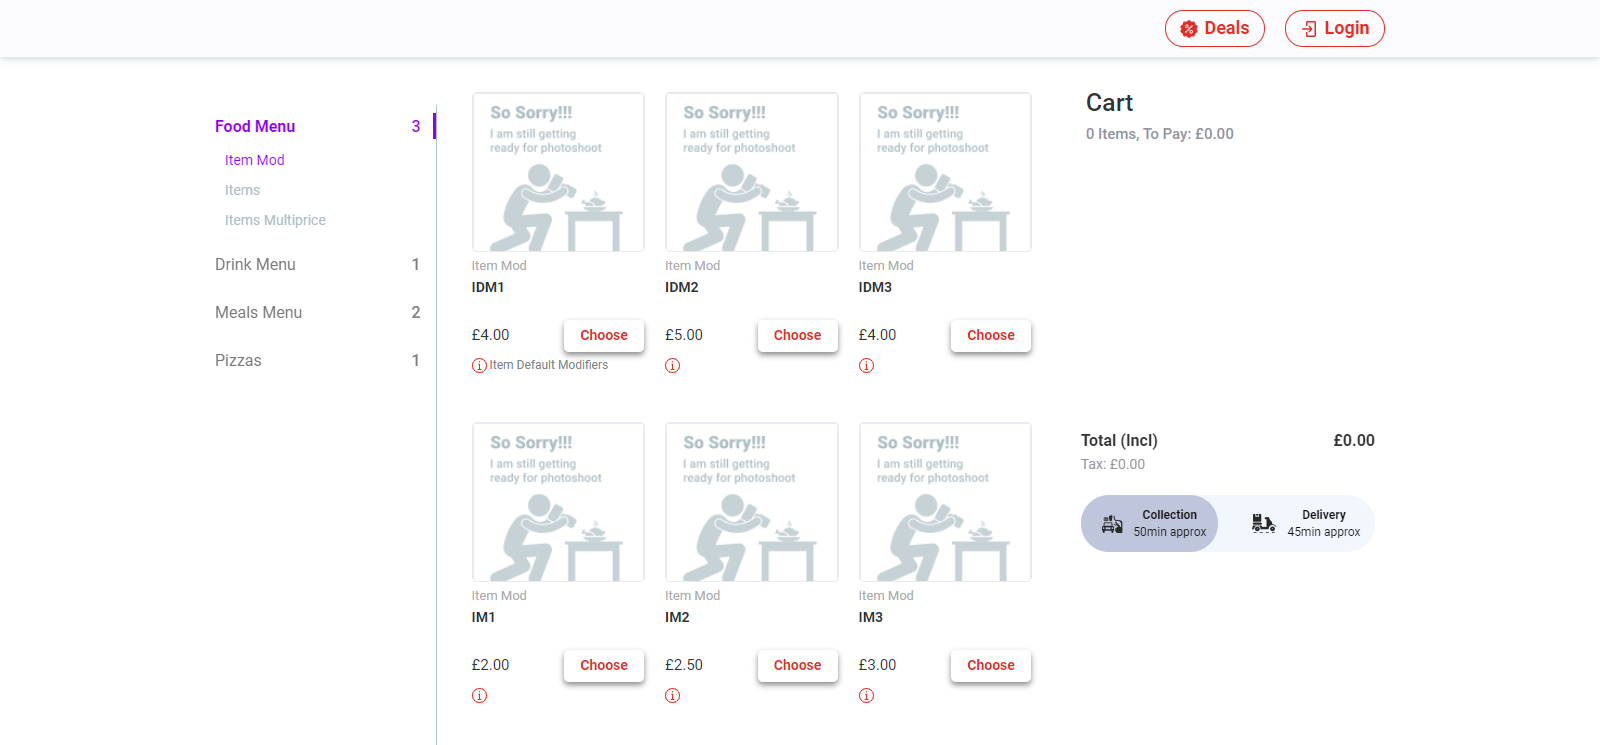 Deals
Login
Food Menu 3
Item Mod
Items
Items Multiprice
Drink Menu 1
Meals Menu 2
Pizzas 1
So Sorry!!!
I am still getting
ready for photoshoot
Item Mod
IDM1
£4.00 Choose
Item Default Modifiers
So Sorry!!!
I am still getting
ready for photoshoot
Item Mod
IDM2
£5.00 Choose
So Sorry!!!
I am still getting
ready for photoshoot
Item Mod
IDM3
£4.00 Choose
So Sorry!!!
I am still getting
ready for photoshoot
Item Mod
IM1
£2.00 Choose
So Sorry!!!
I am still getting
ready for photoshoot
Item Mod
IM2
£2.50 Choose
So Sorry!!!
I am still getting
ready for photoshoot
Item Mod
IM3
£3.00 Choose
Cart
0 Items, To Pay: £0.00
Total (Incl) £0.00
Tax: £0.00
Collection
50min approx
Delivery
45min approx